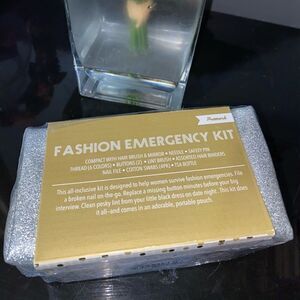 FASHION EMERGENCY KIT
COMPACT WITH HAIR BRUSH & MIRROR • NEEDLE • SAFETY PIN
THREAD (5 COLORS) • BUTTONS (2) • LINT BRUSH • ASSORTED HAIR BINDERS
NAIL FILE • COTTON SWABS (4PK) • TSA BOTTLE
This all-inclusive kit is designed to help women survive fashion emergencies. File
a broken nail on-the-go. Replace a missing button minutes before your big
interview. Clean pesky lint from your little black dress on date night. This kit does
it all–and comes in an adorable, portable pouch.